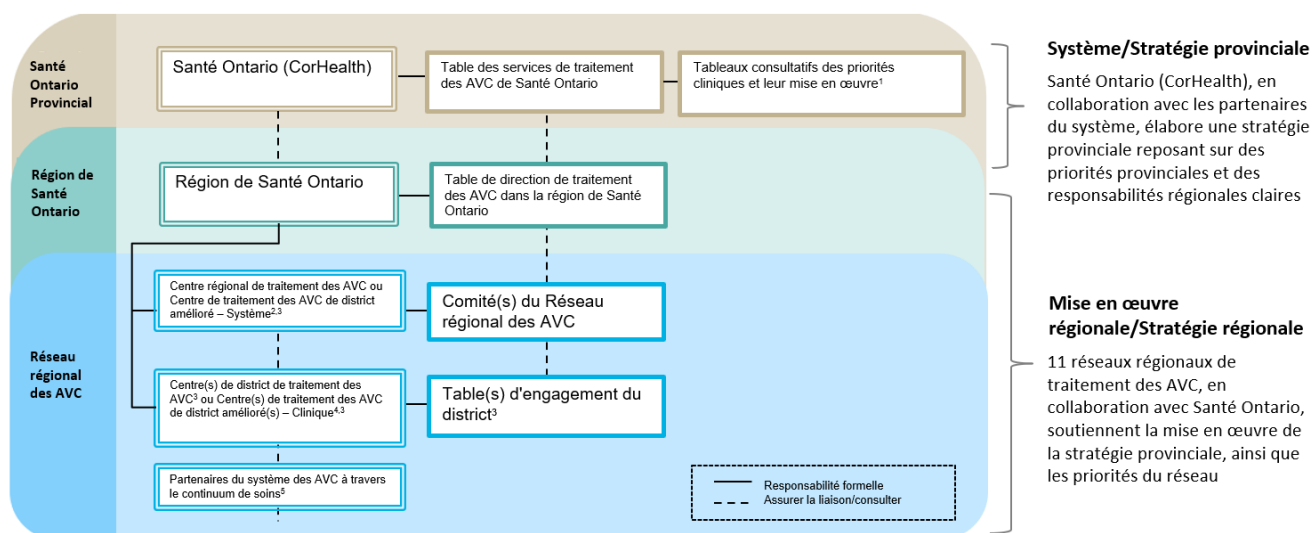 Santé
Ontario
Provincial
Santé Ontario (CorHealth)
Table des services de traitement
des AVC de Santé Ontario
Tableaux consultatifs des priorités
cliniques et leur mise en œuvre¹
Région de
Santé
Ontario
Région de Santé Ontario
Table de direction de traitement
des AVC dans la région de Santé
Ontario
Réseau
régional
des AVC
Centre régional de traitement des AVC ou
Centre de traitement des AVC de district
amélioré – Système²,³
Comité(s) du Réseau
régional des AVC
Centre(s) de district de traitement des
AVC³ ou Centre(s) de traitement des AVC
de district amélioré(s) – Clinique⁴,³
Table(s) d'engagement du
district³
Partenaires du système des AVC à travers
le continuum de soins⁵
Responsabilité formelle
Assurer la liaison/consulter
Système/Stratégie provinciale
Santé Ontario (CorHealth), en
collaboration avec les partenaires
du système, élabore une stratégie
provinciale reposant sur des
priorités provinciales et des
responsabilités régionales claires
Mise en œuvre
régionale/Stratégie régionale
11 réseaux régionaux de
traitement des AVC, en
collaboration avec Santé Ontario,
soutiennent la mise en œuvre de
la stratégie provinciale, ainsi que
les priorités du réseau